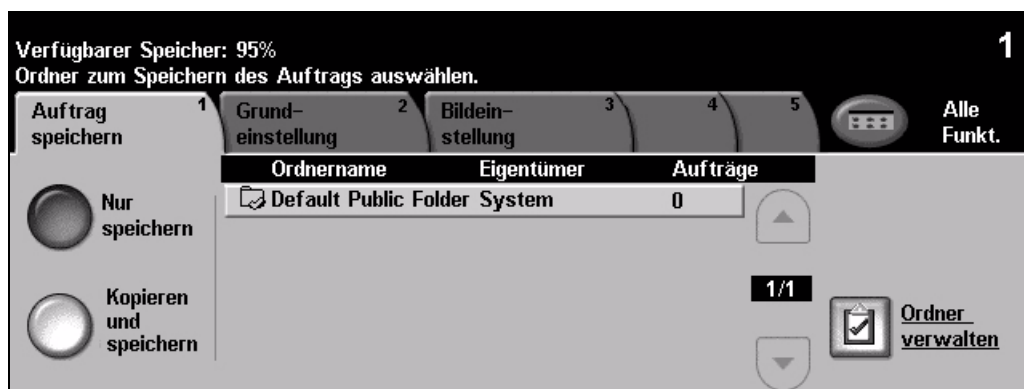 Verfügbarer Speicher: 95%
1
Ordner zum Speichern des Auftrags auswählen.
Auftrag speichern
1
Grund-
einstellung
2
Bildein-
stellung
3
4
5
Alle
Funkt.
Ordnername Eigentümer Aufträge
Default Public Folder System 0
Nur
speichern
1/1
Kopieren
und
speichern
Ordner
verwalten